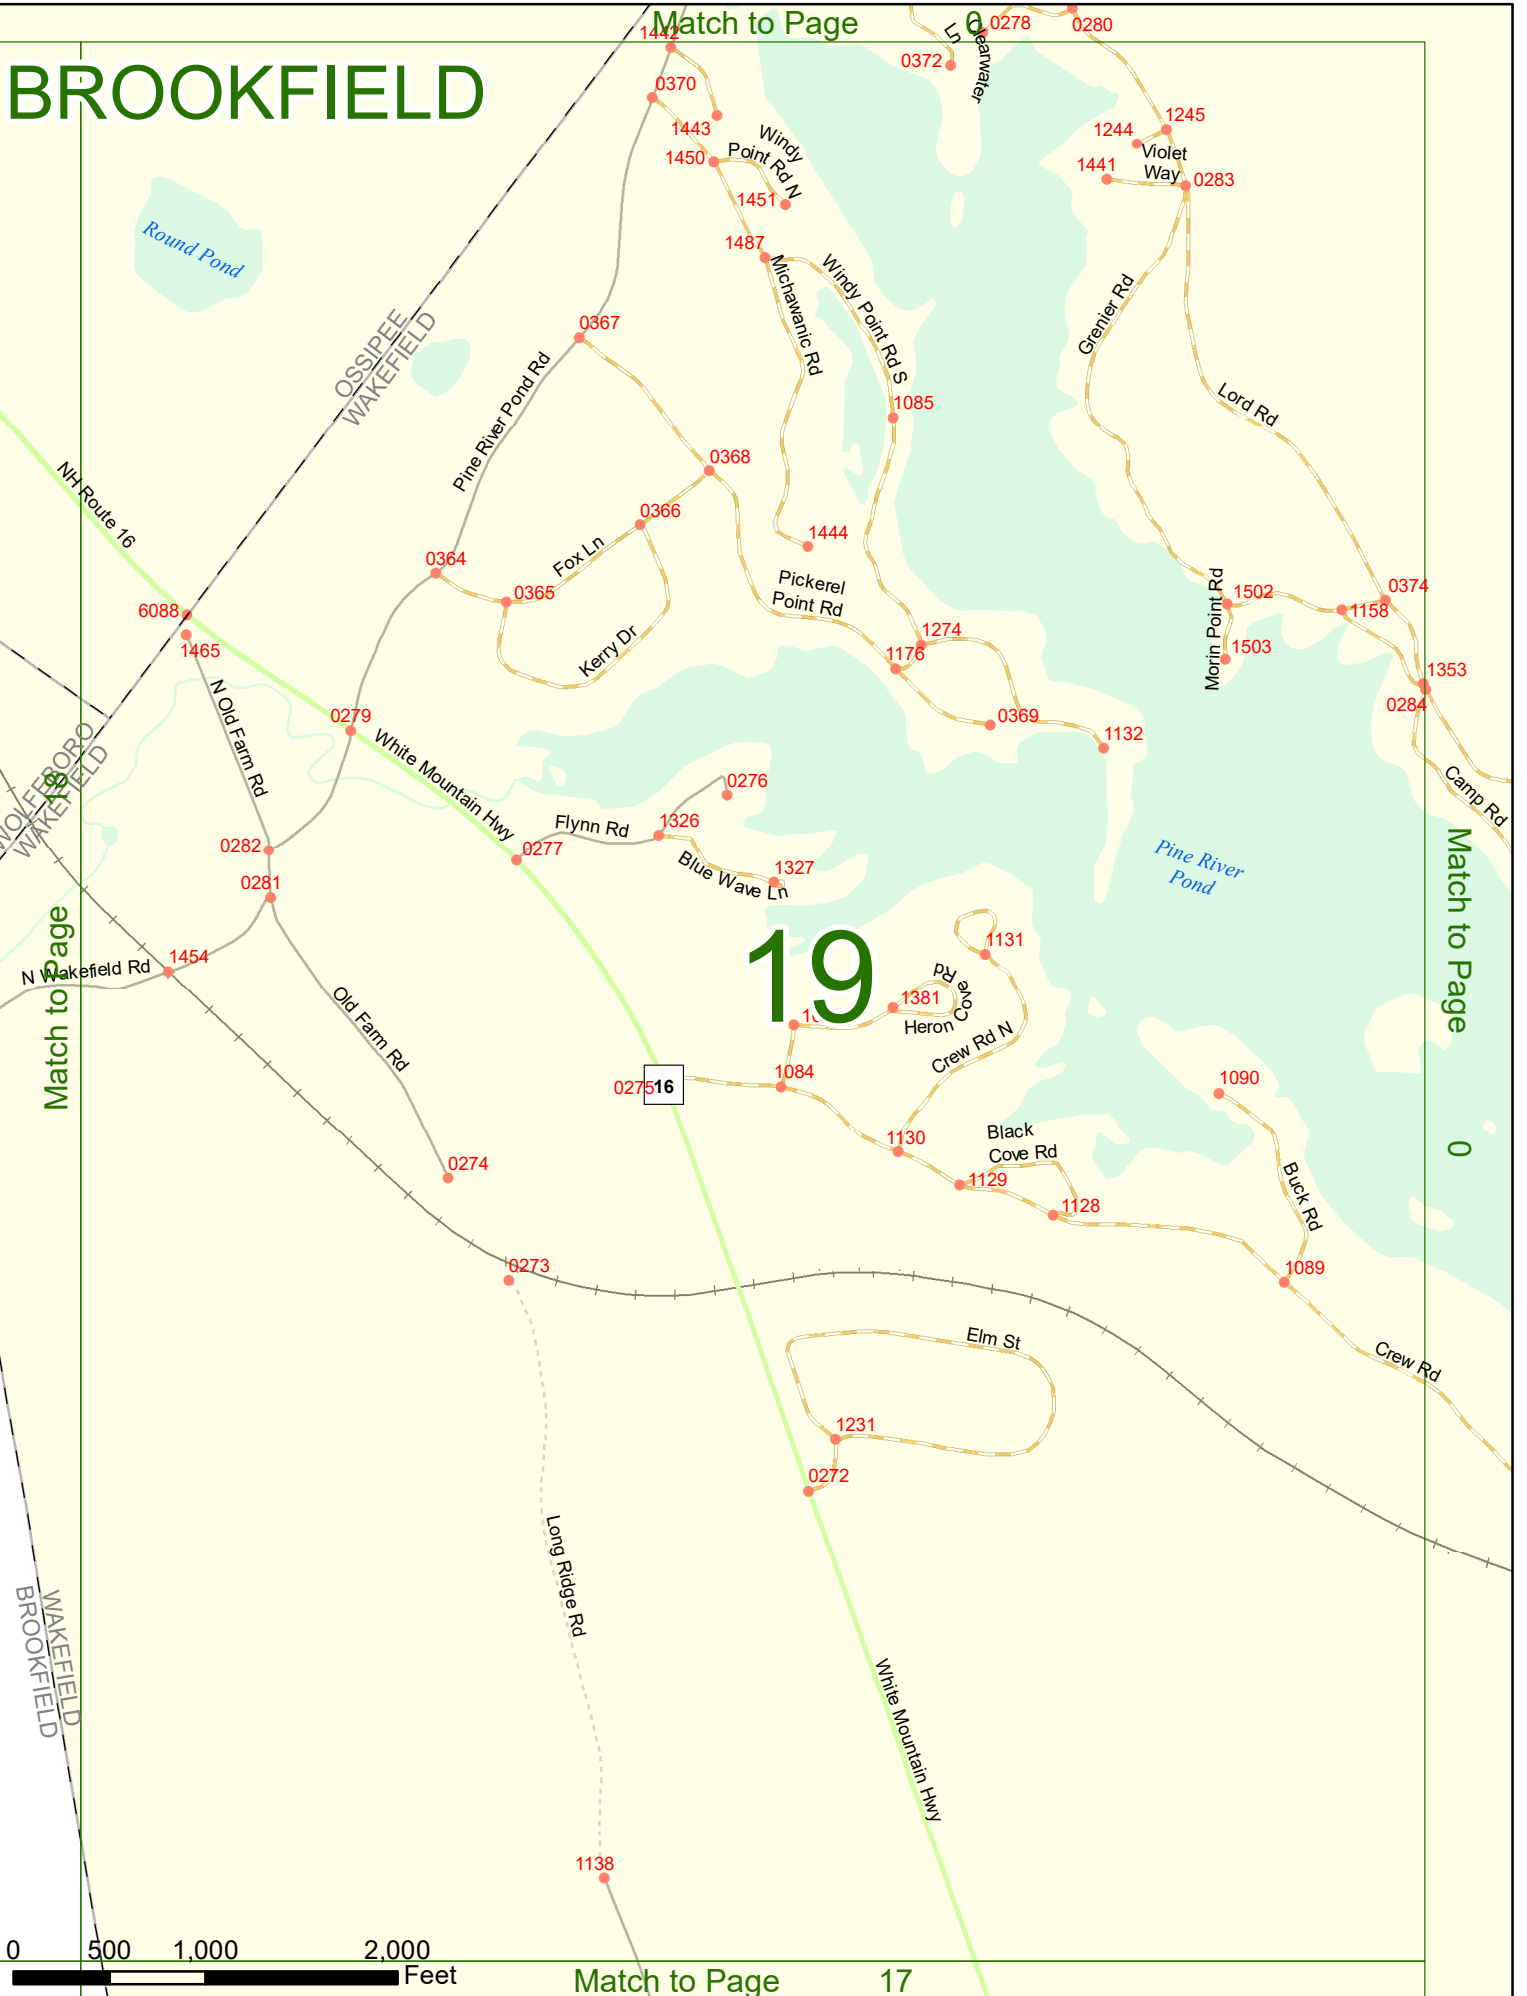 Match to Page 0
BROOKFIELD
1442
0278
0280
Ln
Clearwater
0372
0370
1443
1245
1244
Violet
Way
1441
0283
Windy
Point Rd N
1450
1451
Round Pond
1487
Michawanic Rd
Windy Point Rd S
Grenier Rd
OSSIPEE
WAKEFIELD
0367
Pine River Pond Rd
Lord Rd
1085
NH Route 16
0368
0366
1444
0364
Fox Ln
0365
Pickerel
Point Rd
Morin Point Rd
1502
0374
1158
6088
1465
Kerry Dr
1274
1176
1503
1353
0284
N Old Farm Rd
0279
0369
1132
White Mountain Hwy
WOLFEBORO
WAKEFIELD
18
Match to Page
0276
Camp Rd
Flynn Rd
1326
0277
0282
Blue Wave Ln
1327
Pine River
Pond
0281
Match to Page
0
19
1131
1454
N Wakefield Rd
Old Farm Rd
1381
Heron Cove Rd
Crew Rd N
0275
16
1084
1090
1130
Black
Cove Rd
0274
1129
1128
Buck Rd
0273
1089
Elm St
Crew Rd
1231
0272
Long Ridge Rd
WAKEFIELD
BROOKFIELD
White Mountain Hwy
1138
0 500 1,000 2,000
Feet
Match to Page 17